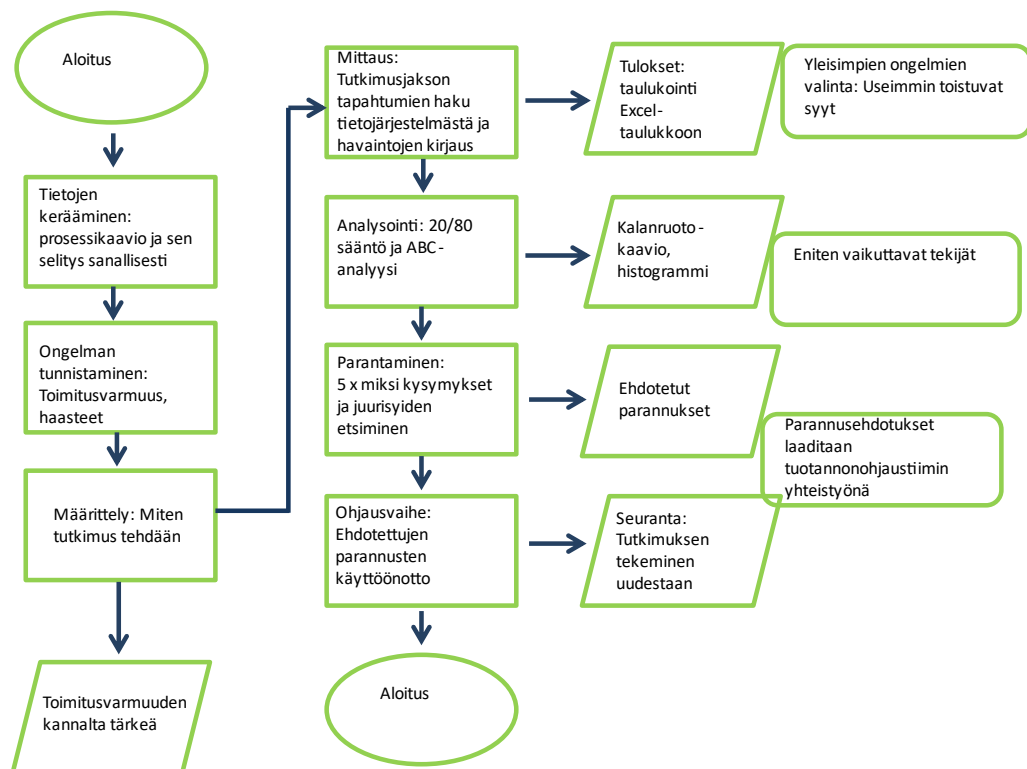 Aloitus
Tietojen
kerääminen:
prosessikaavio ja sen
selitys sanallisesti
Ongelman
tunnistaminen:
Toimitusvarmuus,
haasteet
Määrittely: Miten
tutkimus tehdään
Toimitusvarmuuden
kannalta tärkeä
Mittaus:
Tutkimusjakson
tapahtumien haku
tietojärjestelmästä ja
havaintojen kirjaus
Tulokset:
taulukointi
Excel-
taulukkoon
Yleisimpien ongelmien
valinta: Useimmin toistuvat
syyt
Analysointi: 20/80
sääntö ja ABC-
analyysi
Kalanruoto-
kaavio,
histogrammi
Eniten vaikuttavat tekijät
Parantaminen:
5 x miksi kysymykset
ja juurisyiden
etsiminen
Ehdotetut
parannukset
Parannusehdotukset
laaditaan
tuotannonohjaustiimin
yhteistyönä
Ohjausvaihe:
Ehdotettujen
parannusten
käyttöönotto
Seuranta:
Tutkimuksen
tekeminen
uudestaan
Aloitus